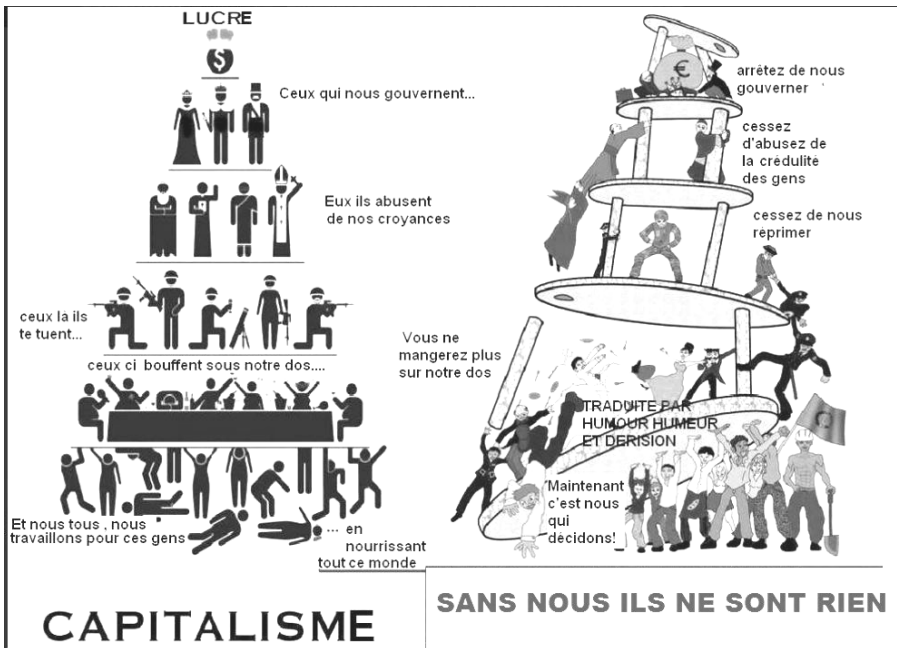 LUCRE
$
Ceux qui nous gouvernent...
Eux ils abusent
de nos croyances
ceux là ils
te tuent...
ceux ci bouffent sous notre dos....
Et nous tous , nous
travaillons pour ces gens
... en
nourrissant
tout ce monde
CAPITALISME
€
arrêtez de nous
gouverner
cessez
d'abusez de
la crédulité
des gens
cessez de nous
réprimer
Vous ne
mangerez plus
sur notre dos
TRADUITE PAR
HUMOUR HUMEUR
ET DERISION
'Maintenant
c'est nous
qui
décidons!
SANS NOUS ILS NE SONT RIEN